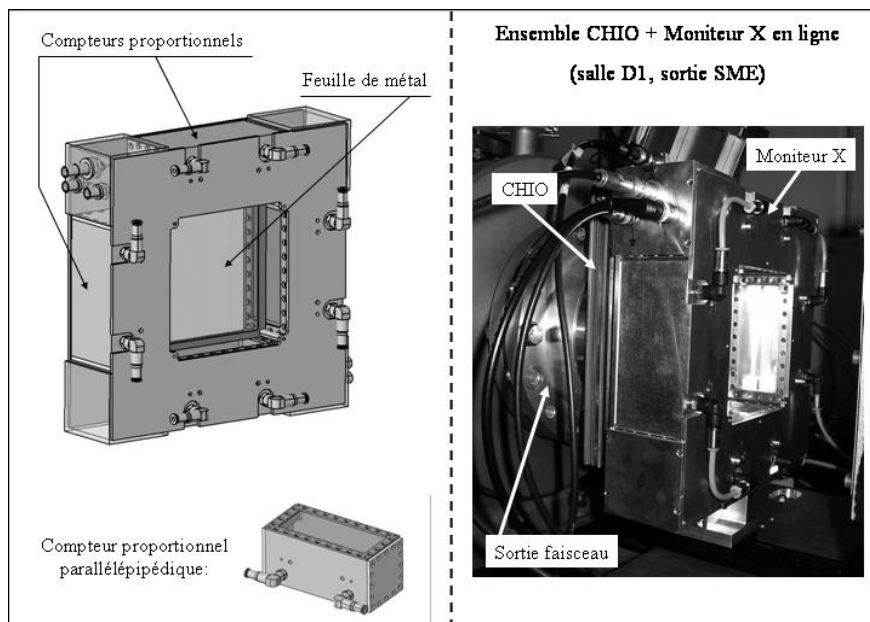 Compteurs proportionnels
Feuille de métal
Compteur proportionnel
parallélépipédique:
Ensemble CHIO + Moniteur X en ligne
(salle D1, sortie SME)
Moniteur X
CHIO
Sortie faisceau